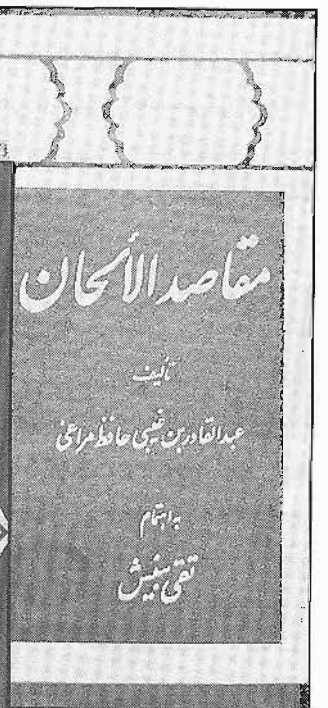 مقاصد الألحان
تألیف
عبدالقادر بن غیبی حافظ مراغی
به اهتمام
تقی بینش